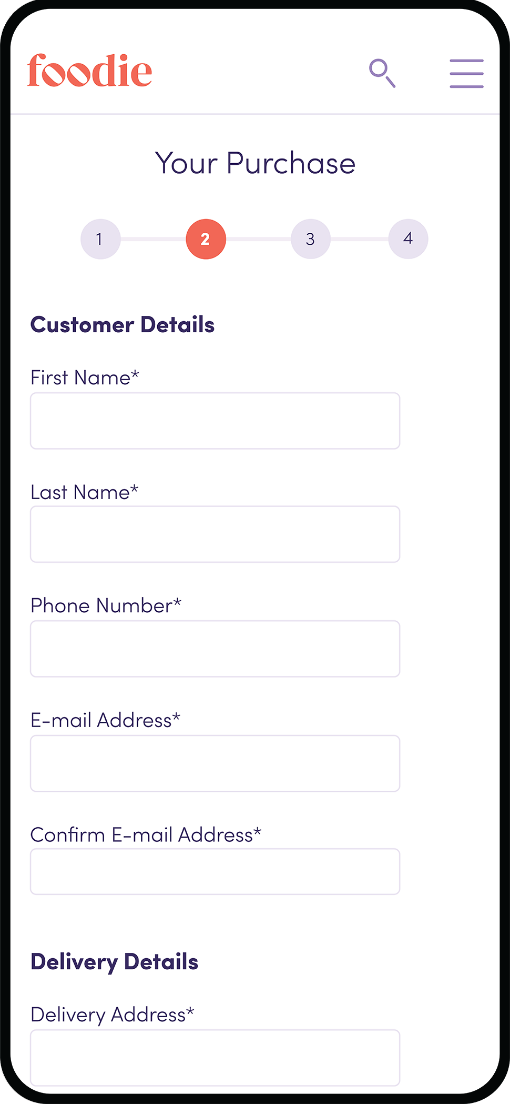 foodie
Your Purchase
1 2 3 4
Customer Details
First Name*
Last Name*
Phone Number*
E-mail Address*
Confirm E-mail Address*
Delivery Details
Delivery Address*